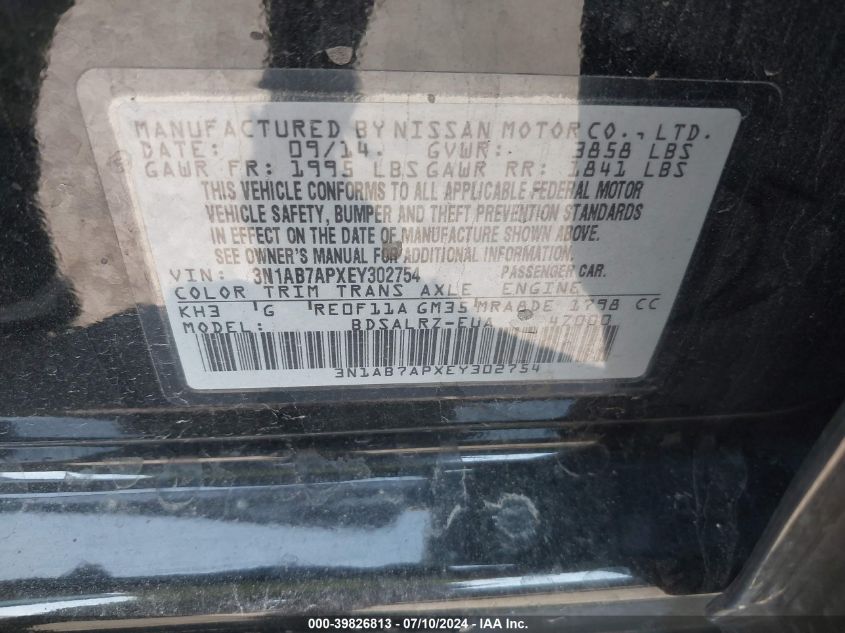 MANUFACTURED BY NISSAN MOTOR CO., LTD.
DATE: 09/14. GVWR: 3858 LBS
GAWR FR: 1995 LBS GAWR RR: 1841 LBS
THIS VEHICLE CONFORMS TO ALL APPLICABLE FEDERAL MOTOR
VEHICLE SAFETY, BUMPER AND THEFT PREVENTION STANDARDS
IN EFFECT ON THE DATE OF MANUFACTURE SHOWN ABOVE.
SEE OWNER'S MANUAL FOR ADDITIONAL INFORMATION.
VIN: 3N1AB7APXEY302754 PASSENGER CAR.
COLOR TRIM TRANS AXLE ENGINE
KH3 G RE0F11A GM35 MRA8DE 1798 CC
MODEL: BDSALRZ-EUA 47000
3N1AB7APXEY302754
000-39826813 - 07/10/2024 - © IAA Holdings, LLC